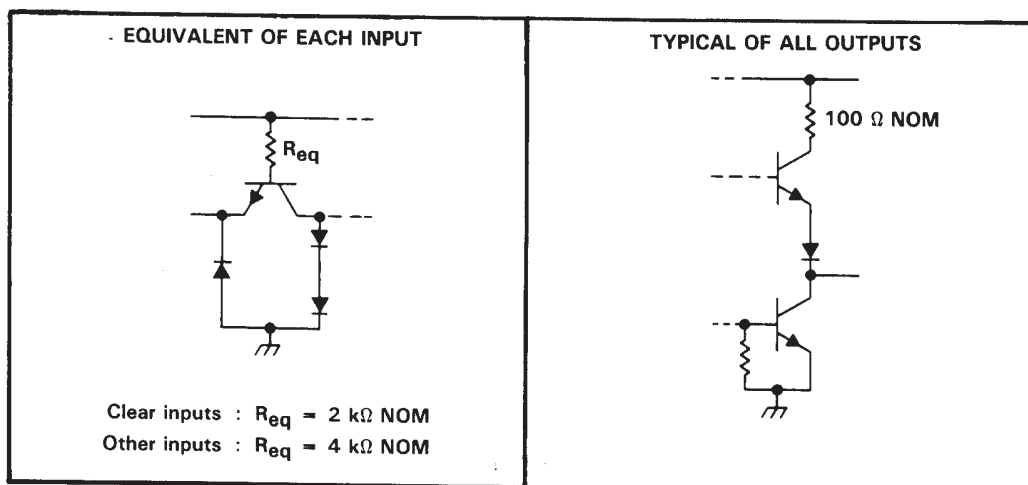 EQUIVALENT OF EACH INPUT
Req
Clear inputs : Req = 2 kΩ NOM
Other inputs : Req = 4 kΩ NOM
TYPICAL OF ALL OUTPUTS
100 Ω NOM